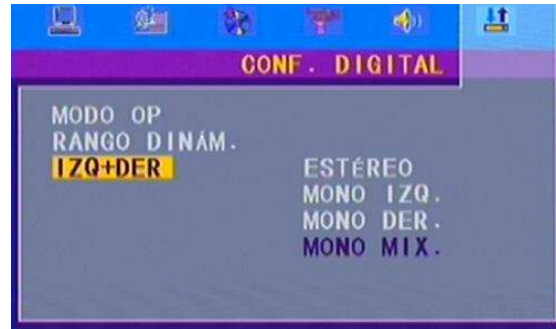 CONF. DIGITAL
MODO OP
RANGO DINÁM.
IZQ+DER
ESTÉREO
MONO IZQ.
MONO DER.
MONO MIX.